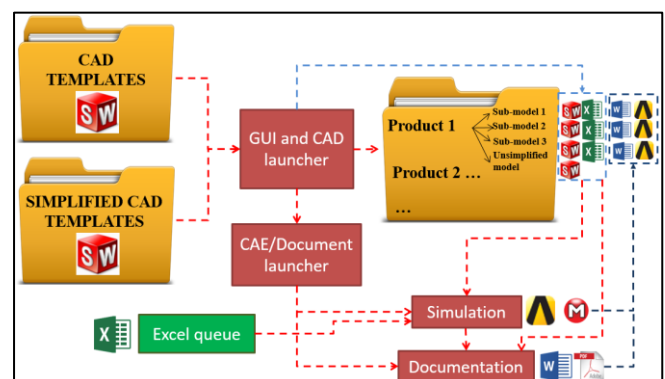 CAD
TEMPLATES
SW
SIMPLIFIED CAD
TEMPLATES
SW
GUI and CAD
launcher
CAE/Document
launcher
X
Excel queue
Product 1
Sub-model 1
Sub-model 2
Sub-model 3
Unsimplified
model
Product 2 ...
...
Simulation
M
Documentation
W
PDF